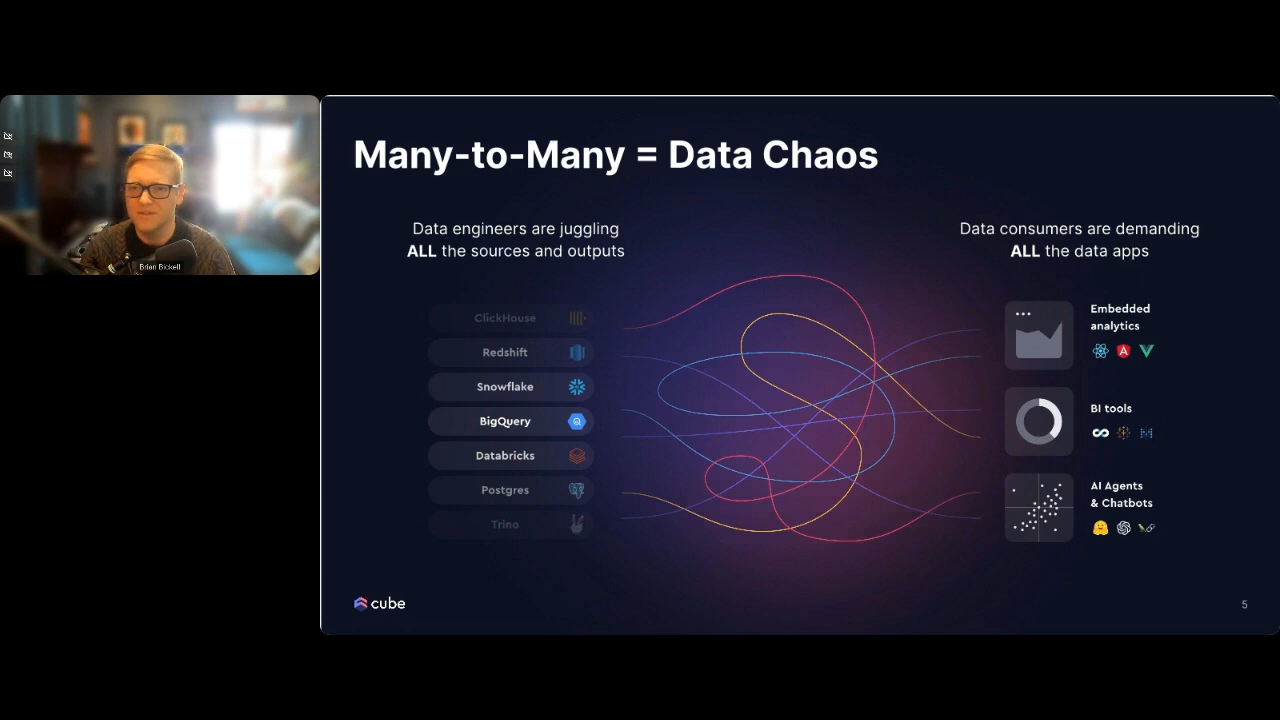 Brian Bickell
Many-to-Many = Data Chaos
Data engineers are juggling
ALL the sources and outputs
ClickHouse
Redshift
Snowflake
BigQuery
Databricks
Postgres
Trino
Data consumers are demanding
ALL the data apps
Embedded
analytics
BI tools
AI Agents
& Chatbots
cube
5